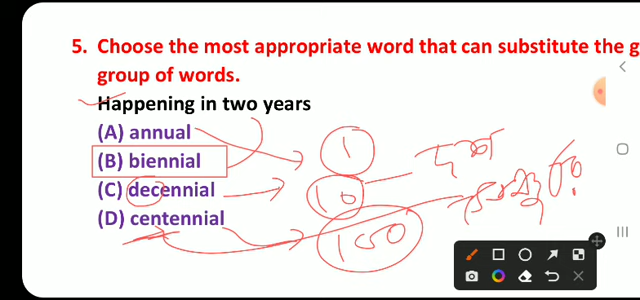 5. Choose the most appropriate word that can substitute the g
group of words.
Happening in two years
(A) annual
(B) biennial
(C) decennial
(D) centennial
1
10
100
দশ